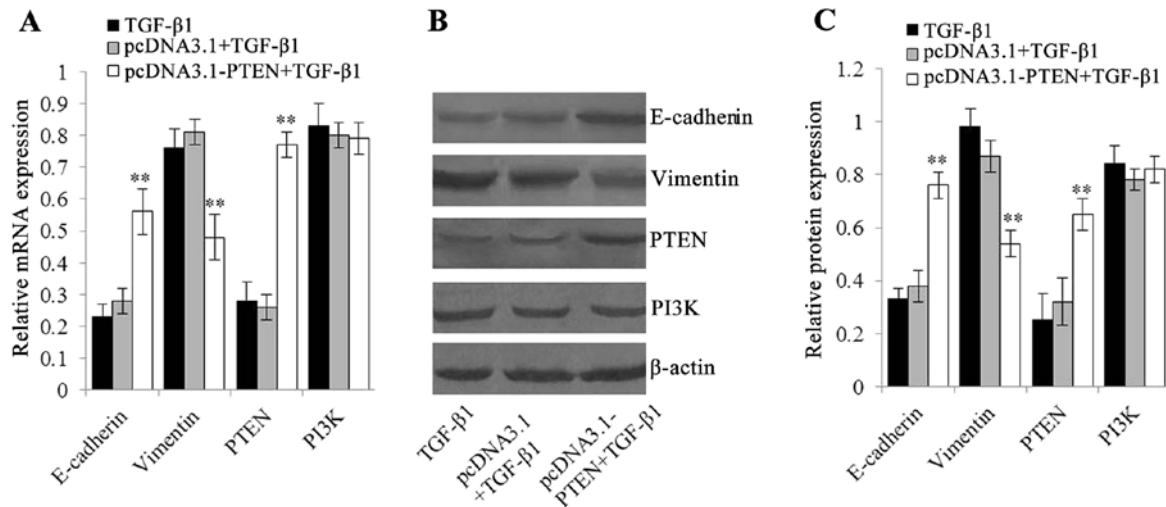 A
TGF-β1
pcDNA3.1+TGF-β1
pcDNA3.1-PTEN+TGF-β1
Relative mRNA expression
1
0.9
0.8
0.7
0.6
0.5
0.4
0.3
0.2
0.1
0
**
**
**
E-cadherin
Vimentin
PTEN
PI3K
B
E-cadherin
Vimentin
PTEN
PI3K
β-actin
TGF-β1
pcDNA3.1
+TGF-β1
pcDNA3.1-
PTEN+TGF-β1
C
TGF-β1
pcDNA3.1+TGF-β1
pcDNA3.1-PTEN+TGF-β1
Relative protein expression
1.2
1
0.8
0.6
0.4
0.2
0
**
**
**
E-cadherin
Vimentin
PTEN
PI3K